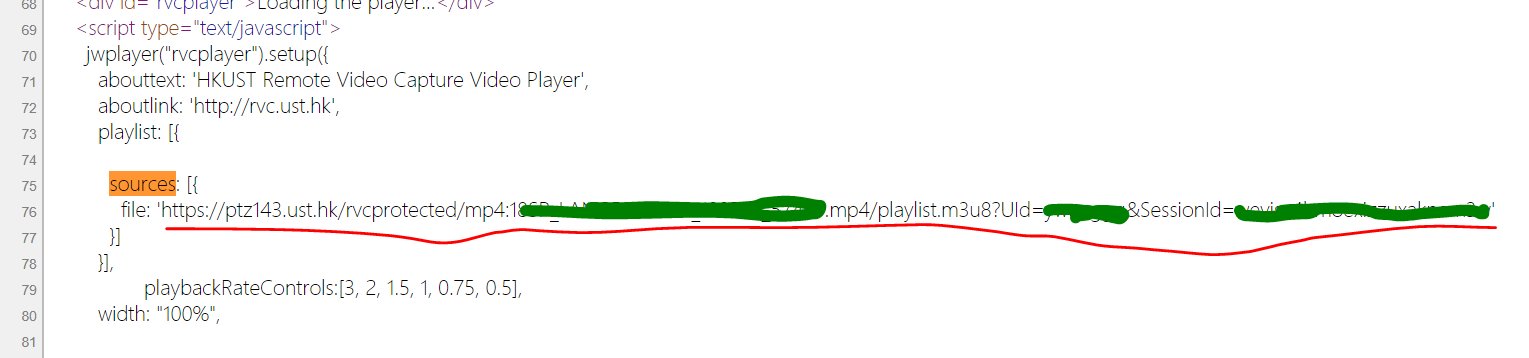 68 <div id="rvcplayer">Loading the player...</div>
69 <script type="text/javascript">
70 jwplayer("rvcplayer").setup({
71 abouttext: 'HKUST Remote Video Capture Video Player',
72 aboutlink: 'http://rvc.ust.hk',
73 playlist: [{
74
75 sources: [{
76 file: 'https://ptz143.ust.hk/rvcprotected/mp4: .mp4/playlist.m3u8?UId= &SessionId= '
77 }]
78 }],
79 playbackRateControls:[3, 2, 1.5, 1, 0.75, 0.5],
80 width: "100%",
81